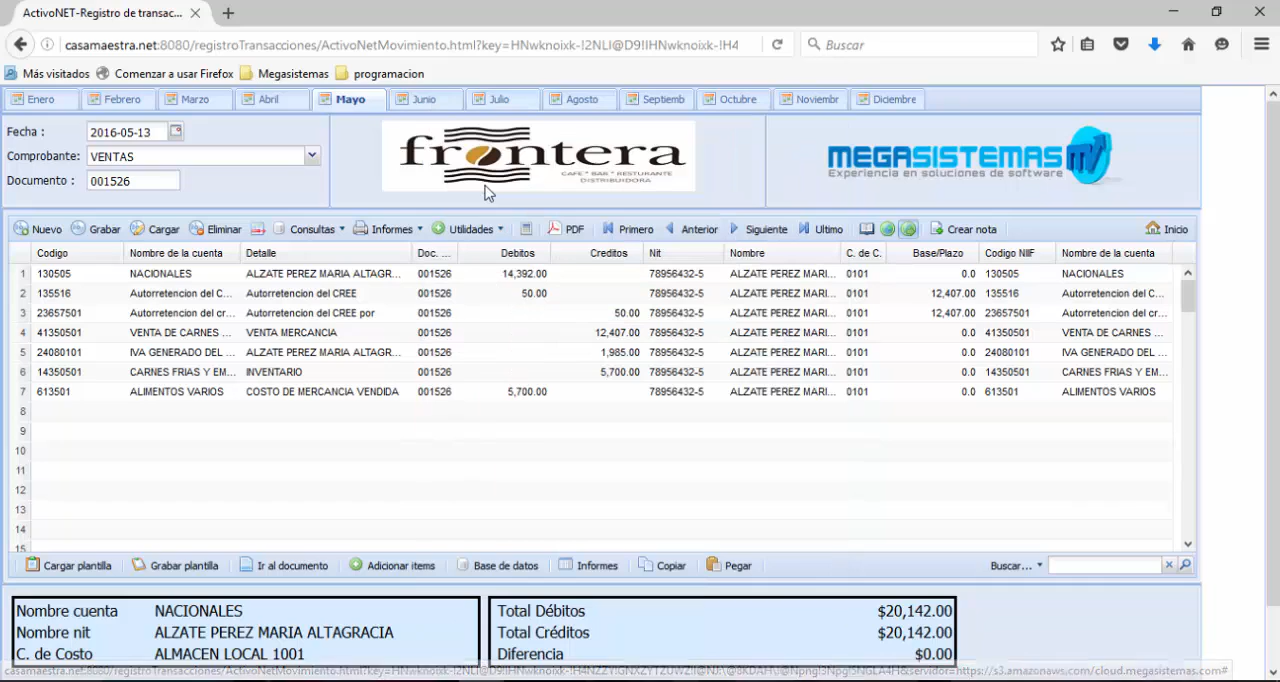 ActivoNET-Registro de transac...
casamaestra.net:8080/registroTransacciones/ActivoNetMovimiento.html?key=HNwknoixk-!2NLI@D9!IHNwknoixk-!H4
Buscar
Más visitados Comenzar a usar Firefox Megasistemas programacion
Enero Febrero Marzo Abril Mayo Junio Julio Agosto Septiemb Octubre Noviembr Diciembre
Fecha : 2016-05-13
Comprobante: VENTAS
Documento : 001526
frontera
CAFE * BAR * RESTURANTE
DISTRIBUIDORA
MEGASISTEMAS
Experiencia en soluciones de software
Nuevo Grabar Cargar Eliminar Consultas Informes Utilidades PDF Primero Anterior Siguiente Ultimo Crear nota Inicio
Codigo Nombre de la cuenta Detalle Doc. ... Debitos Creditos Nit Nombre C. de C. Base/Plazo Codigo NIIF Nombre de la cuenta
1 130505 NACIONALES ALZATE PEREZ MARIA ALTAGR... 001526 14,392.00 78956432-5 ALZATE PEREZ MARI... 0101 0.0 130505 NACIONALES
2 135516 Autorretencion del C... Autorretencion del CREE 001526 50.00 78956432-5 ALZATE PEREZ MARI... 0101 12,407.00 135516 Autorretencion del C...
3 23657501 Autorretencion del cr... Autorretencion del CREE por 001526 50.00 78956432-5 ALZATE PEREZ MARI... 0101 12,407.00 23657501 Autorretencion del cr...
4 41350501 VENTA DE CARNES ... VENTA MERCANCIA 001526 12,407.00 78956432-5 ALZATE PEREZ MARI... 0101 0.0 41350501 VENTA DE CARNES ...
5 24080101 IVA GENERADO DEL ... ALZATE PEREZ MARIA ALTAGR... 001526 1,985.00 78956432-5 ALZATE PEREZ MARI... 0101 0.0 24080101 IVA GENERADO DEL ...
6 14350501 CARNES FRIAS Y EM... INVENTARIO 001526 5,700.00 78956432-5 ALZATE PEREZ MARI... 0101 0.0 14350501 CARNES FRIAS Y EM...
7 613501 ALIMENTOS VARIOS COSTO DE MERCANCIA VENDIDA 001526 5,700.00 78956432-5 ALZATE PEREZ MARI... 0101 0.0 613501 ALIMENTOS VARIOS
8
9
10
11
12
13
14
15
Cargar plantilla Grabar plantilla Ir al documento Adicionar items Base de datos Informes Copiar Pegar Buscar...
Nombre cuenta NACIONALES
Nombre nit ALZATE PEREZ MARIA ALTAGRACIA
C. de Costo ALMACEN LOCAL 1001
Total Débitos $20,142.00
Total Créditos $20,142.00
Diferencia $0.00